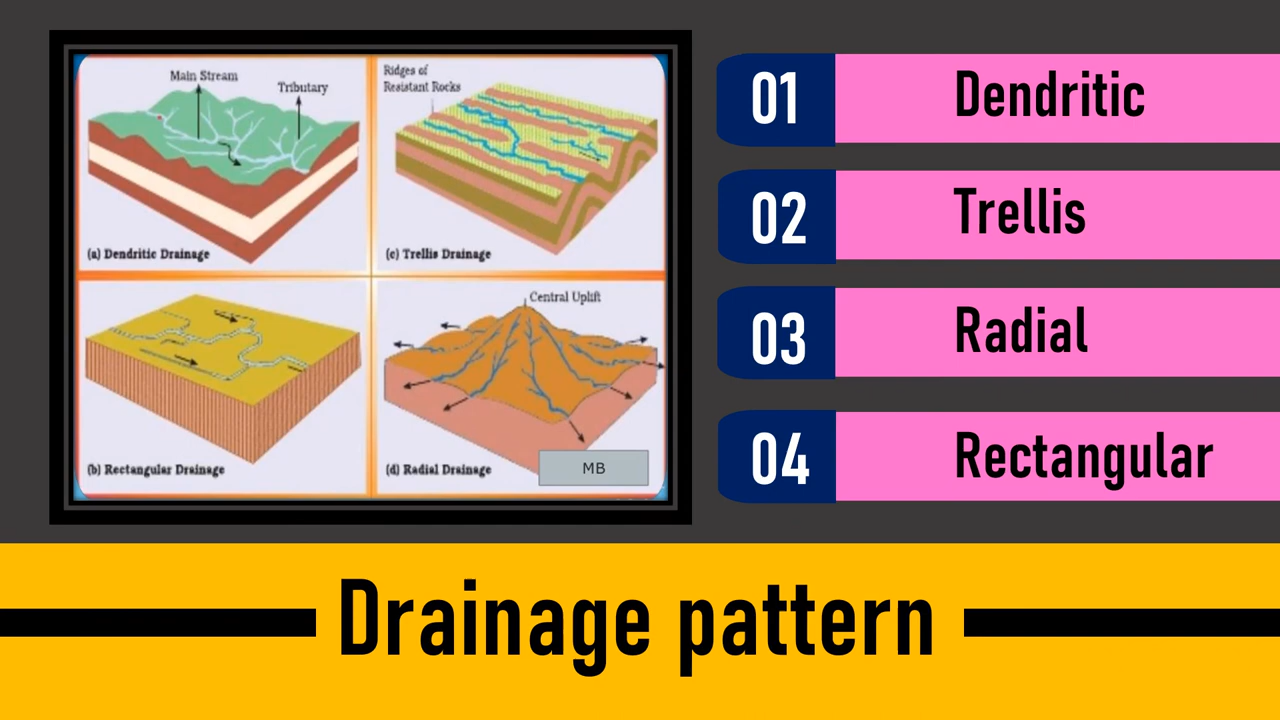 Main Stream
Tributary
(a) Dendritic Drainage
Ridges of
Resistant Rocks
(c) Trellis Drainage
(b) Rectangular Drainage
Central Uplift
(d) Radial Drainage
MB
01 Dendritic
02 Trellis
03 Radial
04 Rectangular
Drainage pattern